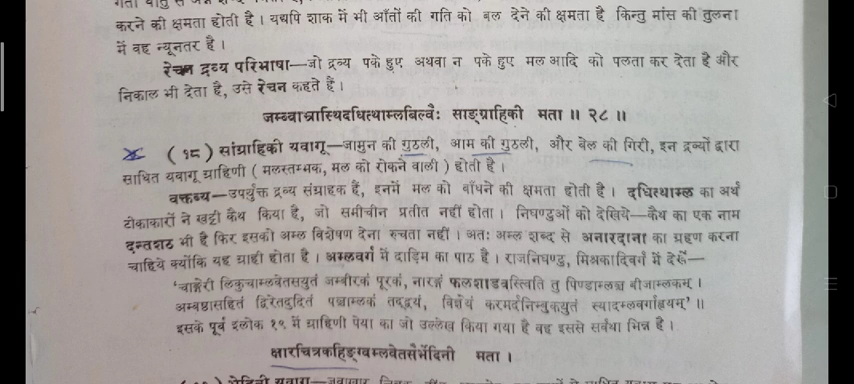 करने की क्षमता होती है । यद्यपि शाक में भी आँतों की गति को बल देने की क्षमता है किन्तु मांस की तुलना
में वह न्यूनतर है ।
रेचन द्रव्य परिभाषा—जो द्रव्य पके हुए अथवा न पके हुए मल आदि को पलता कर देता है और
निकाल भी देता है, उसे रेचन कहते हैं ।
जम्ब्वाम्रास्थिदधित्थाम्लबिल्वैः साङ्ग्राहिकी मता ॥ २८ ॥
( १८ ) सांग्राहिकी यवागू—जामुन की गुठली, आम की गुठली, और बेल की गिरी, इन द्रव्यों द्वारा
साधित यवागू ग्राहिणी ( मलस्तम्भक, मल को रोकने वाली ) होती है ।
वक्तव्य—उपर्युक्त द्रव्य संग्राहक हैं, इनमें मल को बाँधने की क्षमता होती है । दधित्थाम्ल का अर्थ
टीकाकारों ने खट्टी कैथ किया है, जो समीचीन प्रतीत नहीं होता । निघण्टुओं को देखिये—कैथ का एक नाम
दन्तशठ भी है फिर इसको अम्ल विशेषण देना रुचता नहीं । अतः अम्ल शब्द से अनारदाना का ग्रहण करना
चाहिये क्योंकि यह ग्राही होता है । अम्लवर्ग में दाड़िम का पाठ है । राजनिघण्टु, मिश्रकादिवर्ग में देखें—
'चाङ्गेरी लिकुचाम्लवेतसयुतं जम्बीरकं पूरकं, नारङ्गं फलशाडवस्त्विति तु पिण्डाम्लञ्च बीजाम्लकम् ।
अम्बष्ठासहितं द्विरेतदुदितं पञ्चाम्लकं तद्द्वयं, विज्ञेयं करमर्दनिम्बुकयुतं स्यादम्लवर्गाह्वयम्' ॥
इसके पूर्व श्लोक १९ में ग्राहिणी पेया का जो उल्लेख किया गया है वह इससे सर्वथा भिन्न है ।
क्षारचित्रकहिङ्ग्वम्लवेतसैर्भेदिनी मता ।